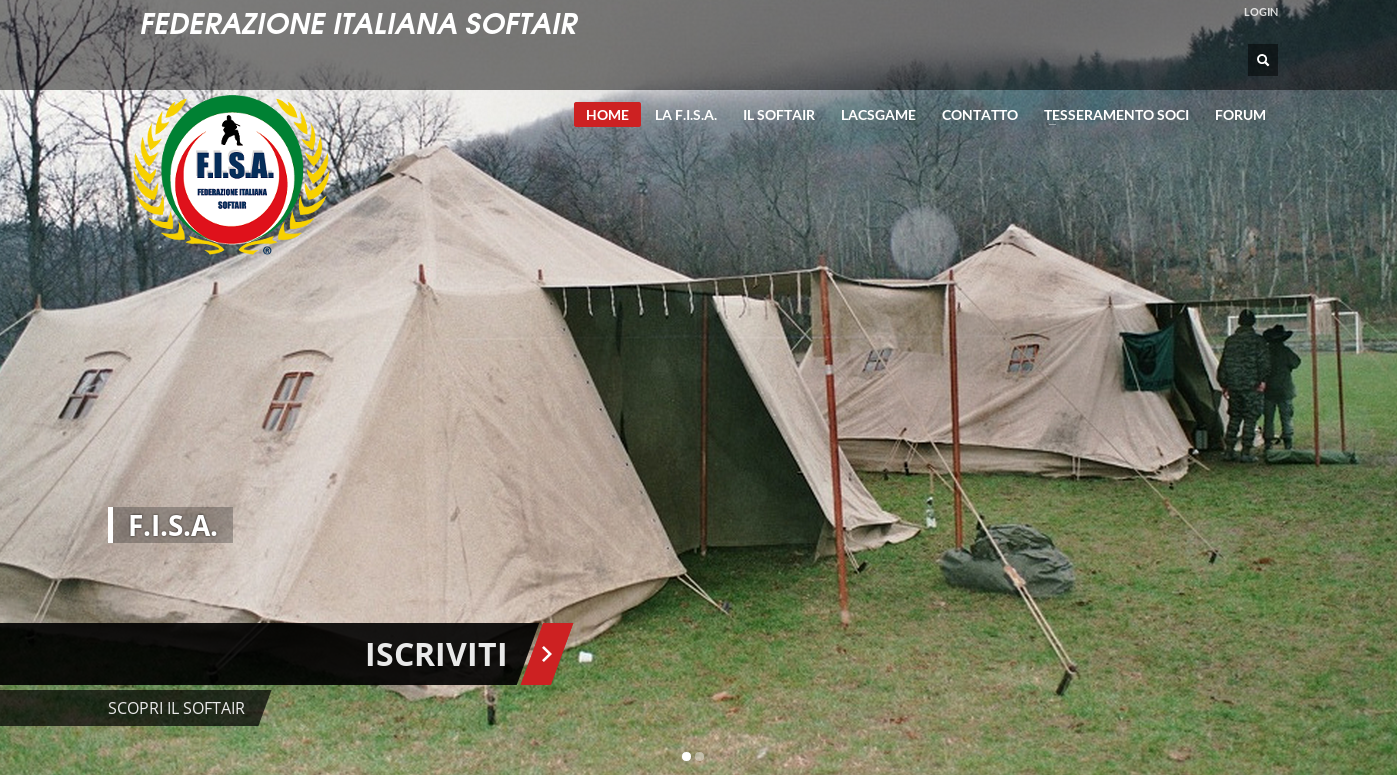 FEDERAZIONE ITALIANA SOFTAIR
LOGIN
HOME LA F.I.S.A. IL SOFTAIR LACSGAME CONTATTO TESSERAMENTO SOCI FORUM
F.I.S.A.
FEDERAZIONE ITALIANA
SOFTAIR
®
F.I.S.A.
ISCRIVITI
SCOPRI IL SOFTAIR